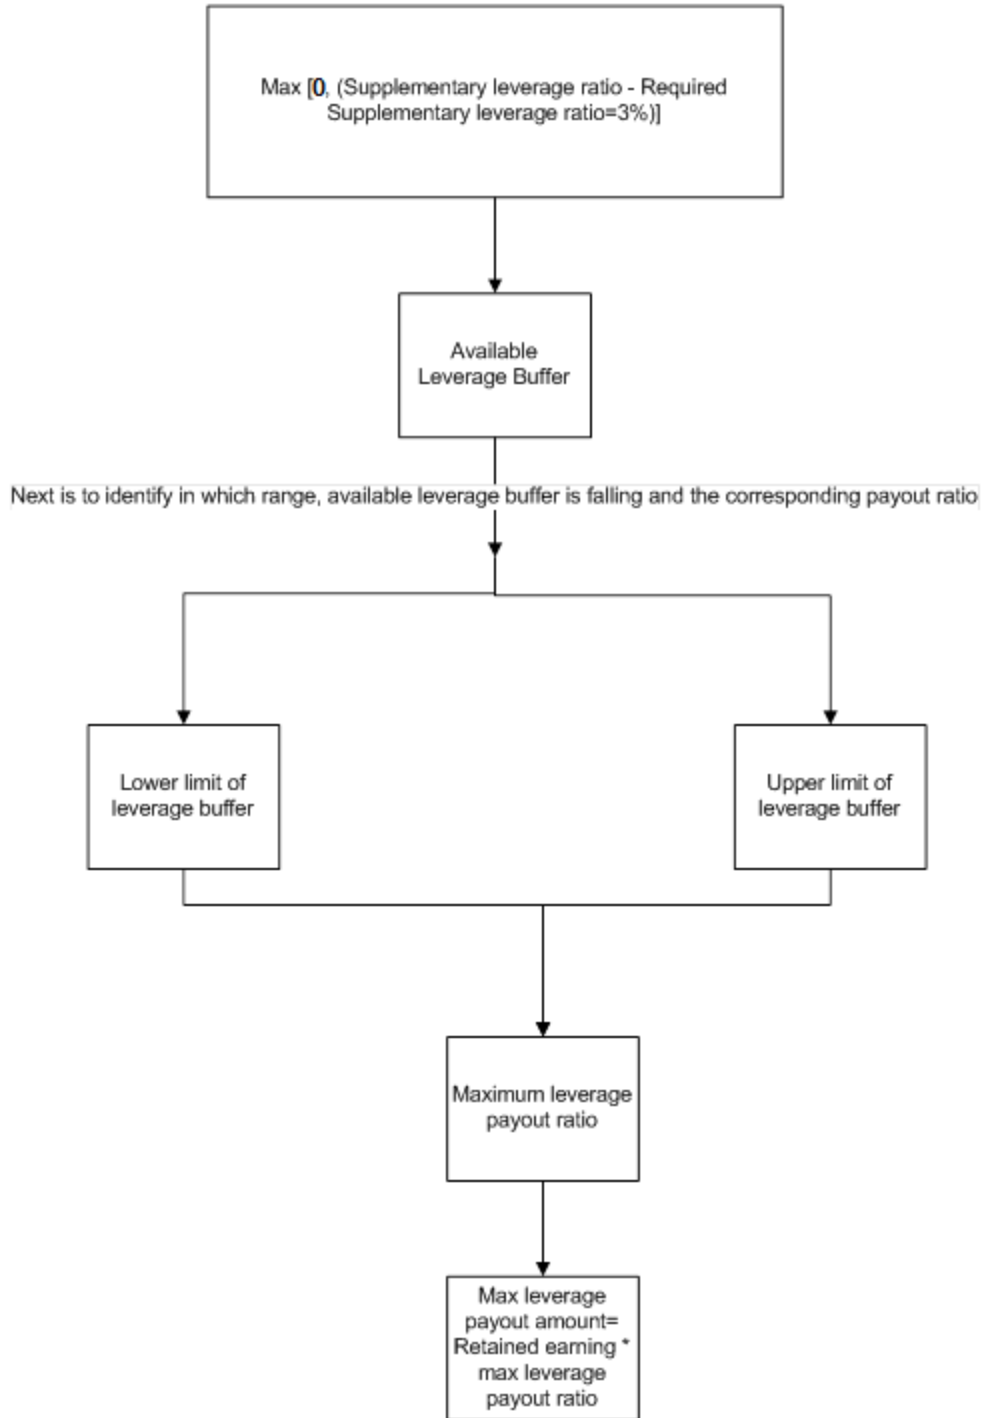 Max [0, (Supplementary leverage ratio - Required
Supplementary leverage ratio=3%)]
Available
Leverage Buffer
Next is to identify in which range, available leverage buffer is falling and the corresponding payout ratio
Lower limit of
leverage buffer
Upper limit of
leverage buffer
Maximum leverage
payout ratio
Max leverage
payout amount=
Retained earning *
max leverage
payout ratio